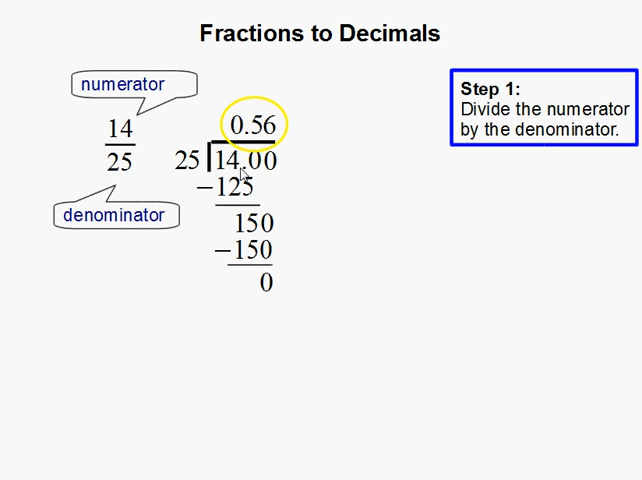 Fractions to Decimals
numerator
14
25
denominator
0.56
25 14.00
−125
150
−150
0
Step 1:
Divide the numerator
by the denominator.